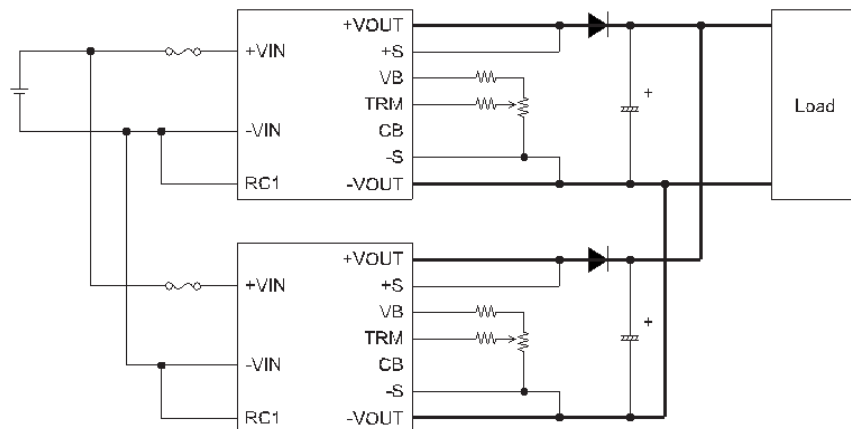 +VIN
-VIN
RC1
+VOUT
+S
VB
TRM
CB
-S
-VOUT
+
Load
+VIN
-VIN
RC1
+VOUT
+S
VB
TRM
CB
-S
-VOUT
+